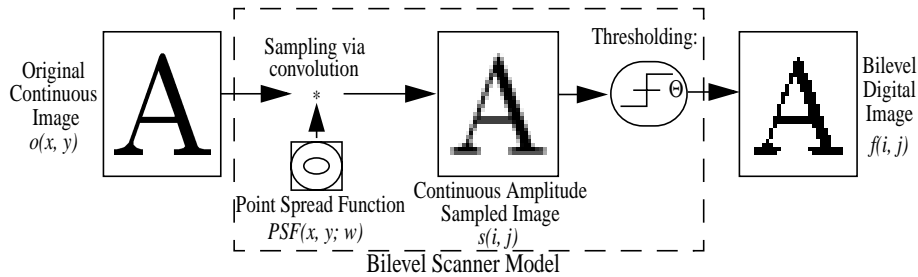 Original
Continuous
Image
o(x, y)
A
Sampling via
convolution
*
Point Spread Function
PSF(x, y; w)
A
Continuous Amplitude
Sampled Image
s(i, j)
Thresholding:
Θ
A
Bilevel
Digital
Image
f(i, j)
Bilevel Scanner Model